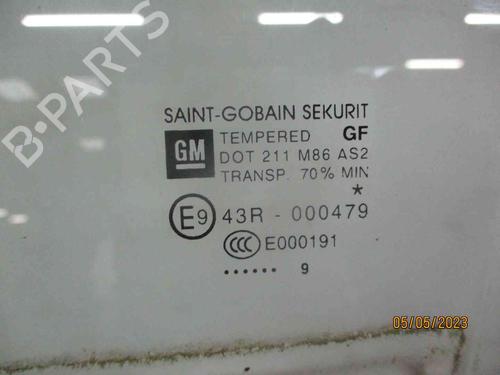 B-PARTS
SAINT-GOBAIN SEKURIT
GM TEMPERED GF
DOT 211 M86 AS2
TRANSP. 70% MIN
*
E9 43R - 000479
CCC E000191
...... 9
05/05/2023